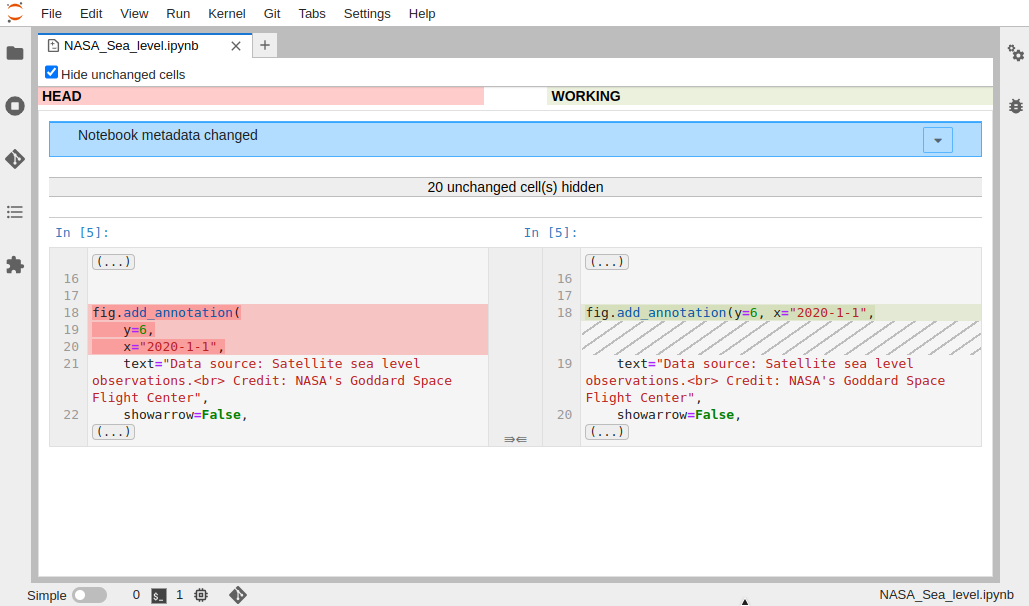 File Edit View Run Kernel Git Tabs Settings Help
NASA_Sea_level.ipynb
Hide unchanged cells
HEAD WORKING
Notebook metadata changed
20 unchanged cell(s) hidden
In [5]: In [5]:
(...) (...)
16 16
17 17
18 fig.add_annotation( 18 fig.add_annotation(y=6, x="2020-1-1",
19 y=6,
20 x="2020-1-1",
21 text="Data source: Satellite sea level 19 text="Data source: Satellite sea level
observations.<br> Credit: NASA's Goddard Space observations.<br> Credit: NASA's Goddard Space
Flight Center", Flight Center",
22 showarrow=False, 20 showarrow=False,
(...) (...)
Simple 0 $_ 1 NASA_Sea_level.ipynb